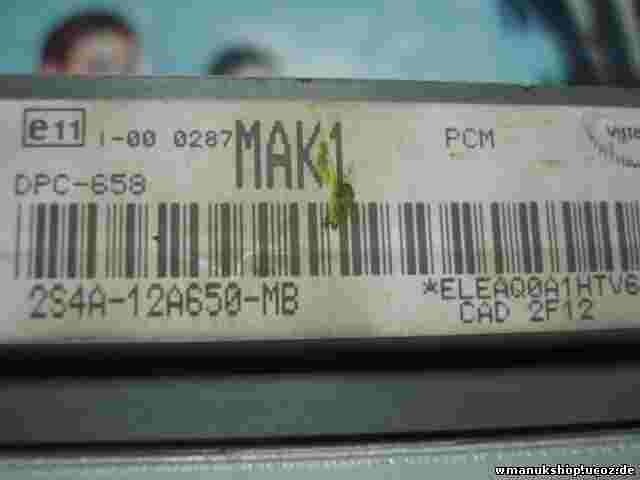 e11 I-00 0287 MAK1 PCM
DPC-658
2S4A-12A650-MB *ELEAQ0A1HTV6
CAD 2F12
wmanukshop.ucoz.de